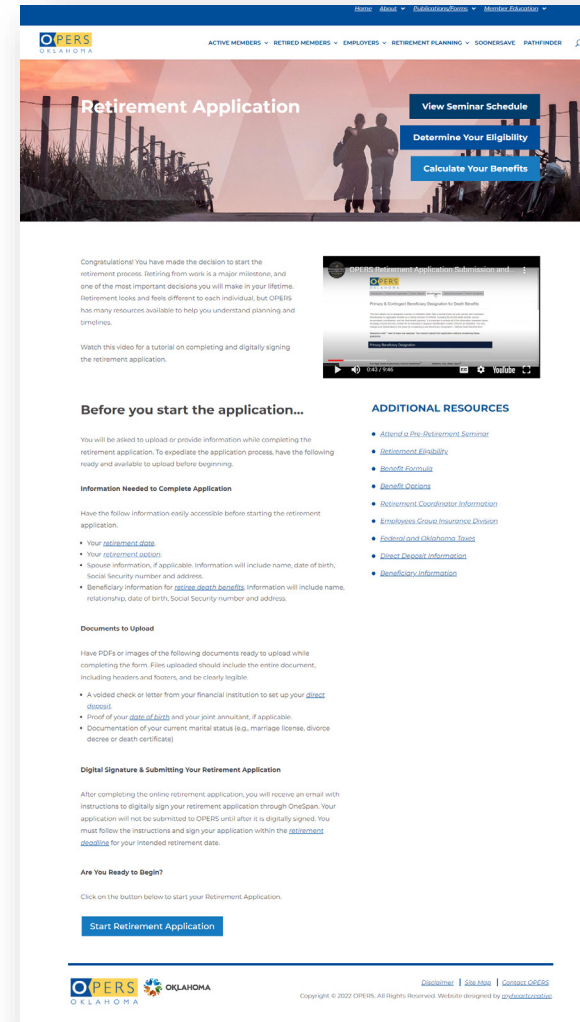 Home About Publications/Forms Member Education
OPERS
OKLAHOMA
ACTIVE MEMBERS RETIRED MEMBERS EMPLOYERS RETIREMENT PLANNING SOONERSAVE PATHFINDER
Retirement Application
View Seminar Schedule
Determine Your Eligibility
Calculate Your Benefits
Congratulations! You have made the decision to start the
retirement process. Retiring from work is a major milestone, and
one of the most important decisions you will make in your lifetime.
Retirement looks and feels different to each individual, but OPERS
has many resources available to help you understand planning and
timelines.
Watch this video for a tutorial on completing and digitally signing
the retirement application.
OPERS Retirement Application Submission and
OPERS
OKLAHOMA
Primary & Contingent Beneficiary Designation for Death Benefits
Primary Beneficiary Designation
0:43 / 9:46
CC
YouTube
Before you start the application...
You will be asked to upload or provide information while completing the
retirement application. To expediate the application process, have the following
ready and available to upload before beginning.
Information Needed to Complete Application
Have the follow information easily accessible before starting the retirement
application.
• Your retirement date.
• Your retirement option.
• Spouse information, if applicable. Information will include name, date of birth,
Social Security number and address.
• Beneficiary information for retiree death benefits. Information will include name,
relationship, date of birth, Social Security number and address.
Documents to Upload
Have PDFs or images of the following documents ready to upload while
completing the form. Files uploaded should include the entire document,
including headers and footers, and be clearly legible.
• A voided check or letter from your financial institution to set up your direct
deposit.
• Proof of your date of birth and your joint annuitant, if applicable.
• Documentation of your current marital status (e.g., marriage license, divorce
decree or death certificate)
Digital Signature & Submitting Your Retirement Application
After completing the online retirement application, you will receive an email with
instructions to digitally sign your retirement application through OneSpan. Your
application will not be submitted to OPERS until after it is digitally signed. You
must follow the instructions and sign your application within the retirement
deadline for your intended retirement date.
Are You Ready to Begin?
Click on the button below to start your Retirement Application.
Start Retirement Application
ADDITIONAL RESOURCES
• Attend a Pre-Retirement Seminar
• Retirement Eligibility
• Benefit Formula
• Benefit Options
• Retirement Coordinator Information
• Employees Group Insurance Division
• Federal and Oklahoma Taxes
• Direct Deposit Information
• Beneficiary Information
OPERS
OKLAHOMA
OKLAHOMA
Disclaimer | Site Map | Contact OPERS
Copyright © 2022 OPERS. All Rights Reserved. Website designed by myheartcreative.